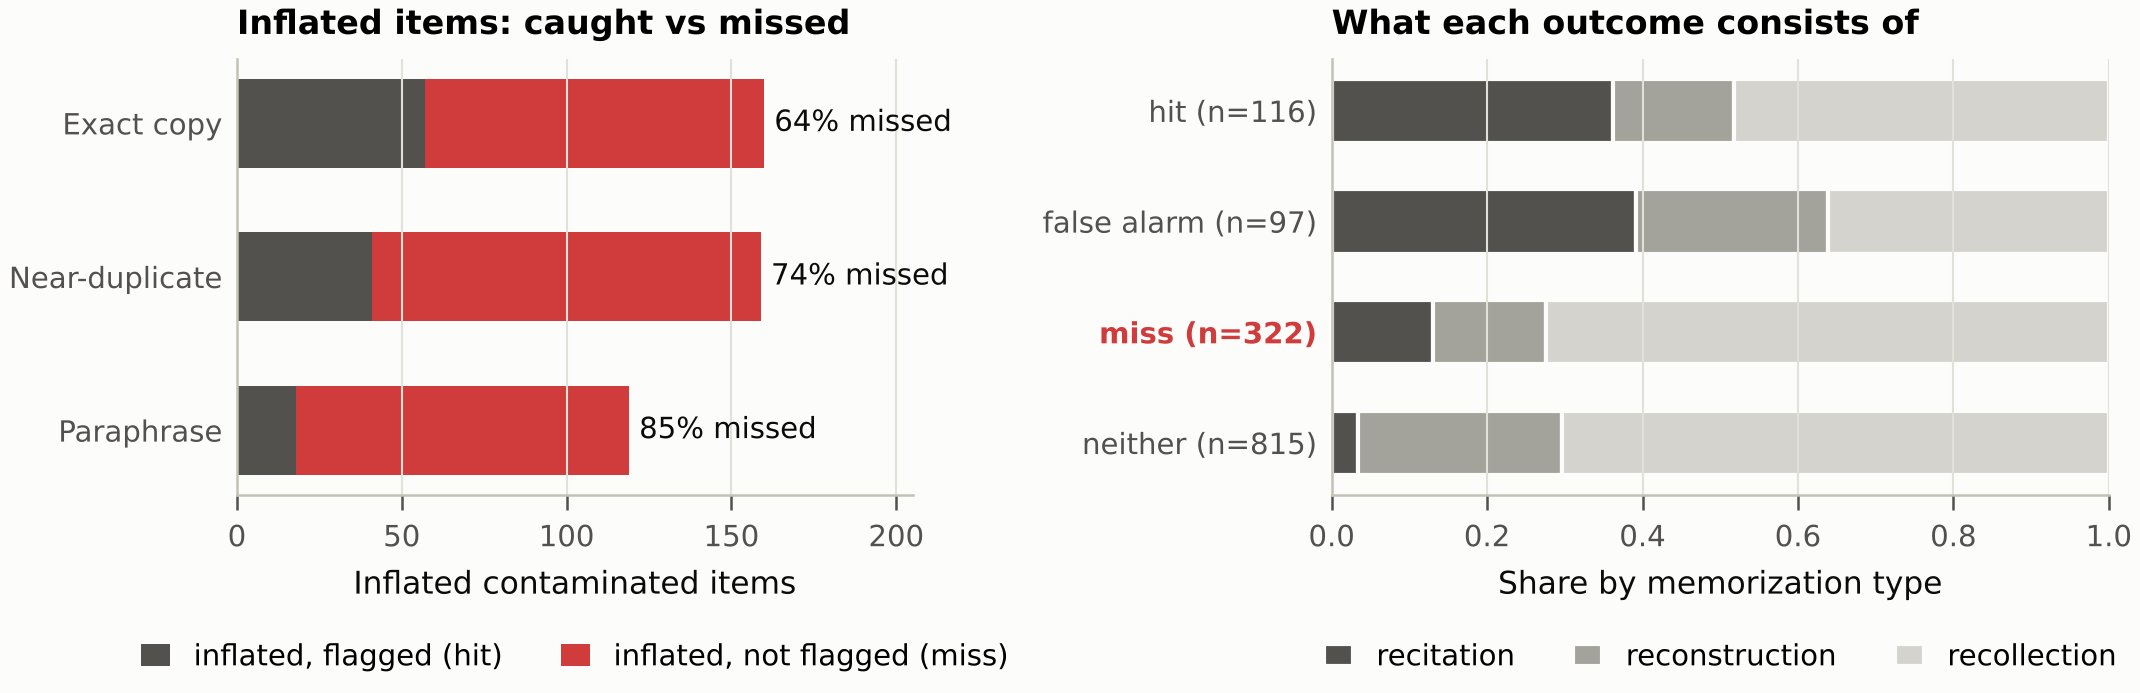 Inflated items: caught vs missed
Exact copy
64% missed
Near-duplicate
74% missed
Paraphrase
85% missed
0 50 100 150 200
Inflated contaminated items
inflated, flagged (hit) inflated, not flagged (miss)
What each outcome consists of
hit (n=116)
false alarm (n=97)
miss (n=322)
neither (n=815)
0.0 0.2 0.4 0.6 0.8 1.0
Share by memorization type
recitation reconstruction recollection